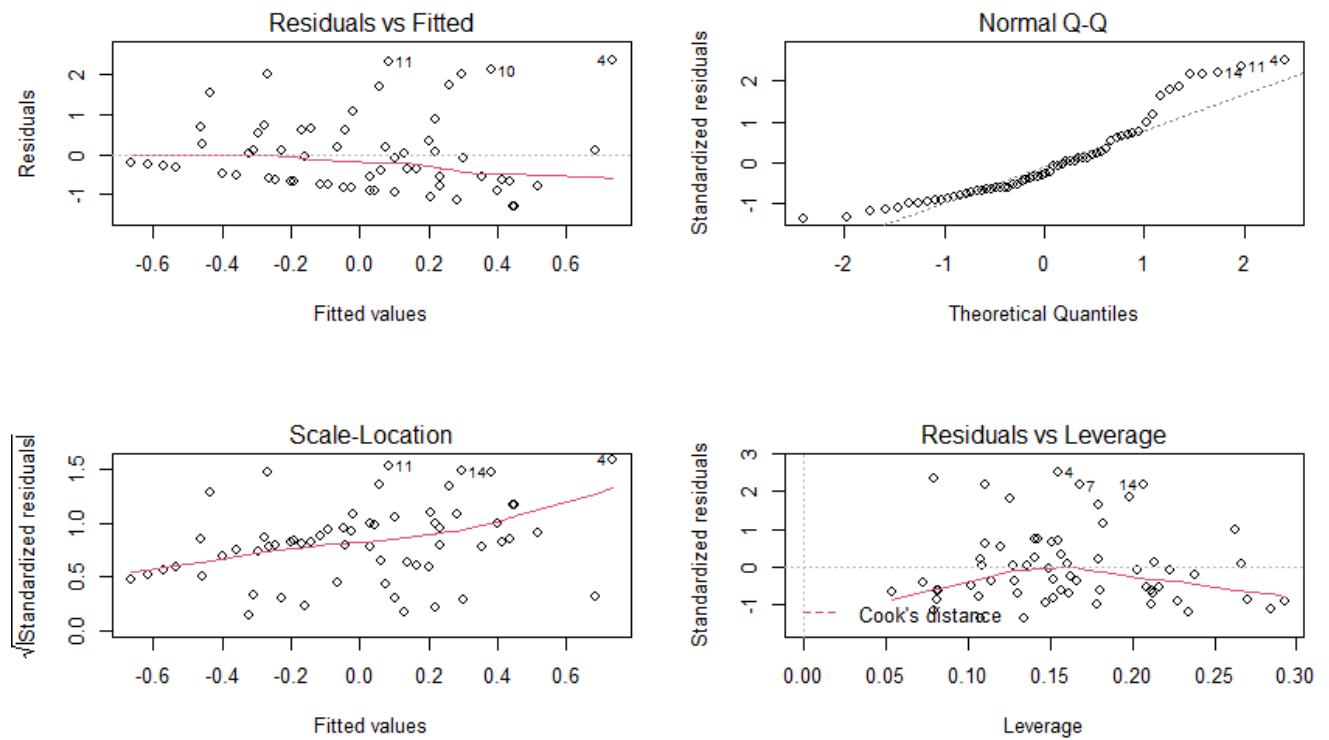 Residuals vs Fitted
Residuals
2
1
0
-1
11
10
4
-0.6 -0.4 -0.2 0.0 0.2 0.4 0.6
Fitted values
Normal Q-Q
Standardized residuals
2
1
0
-1
14 11 4
-2 -1 0 1 2
Theoretical Quantiles
Scale-Location
√|Standardized residuals|
1.5
1.0
0.5
0.0
11
14
4
-0.6 -0.4 -0.2 0.0 0.2 0.4 0.6
Fitted values
Residuals vs Leverage
Standardized residuals
3
2
1
0
-1
4
7
14
Cook's distance
0.00 0.05 0.10 0.15 0.20 0.25 0.30
Leverage